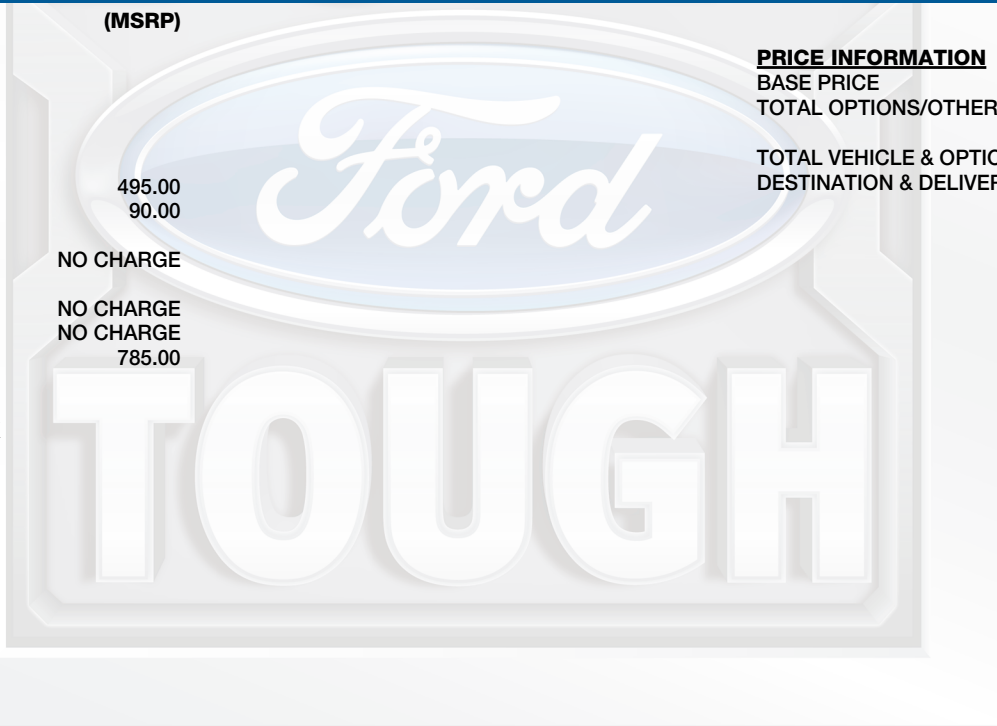 (MSRP)
495.00
90.00
NO CHARGE
NO CHARGE
NO CHARGE
785.00
PRICE INFORMATION
BASE PRICE
TOTAL OPTIONS/OTHER
TOTAL VEHICLE & OPTIO
DESTINATION & DELIVER
Ford
TOUGH